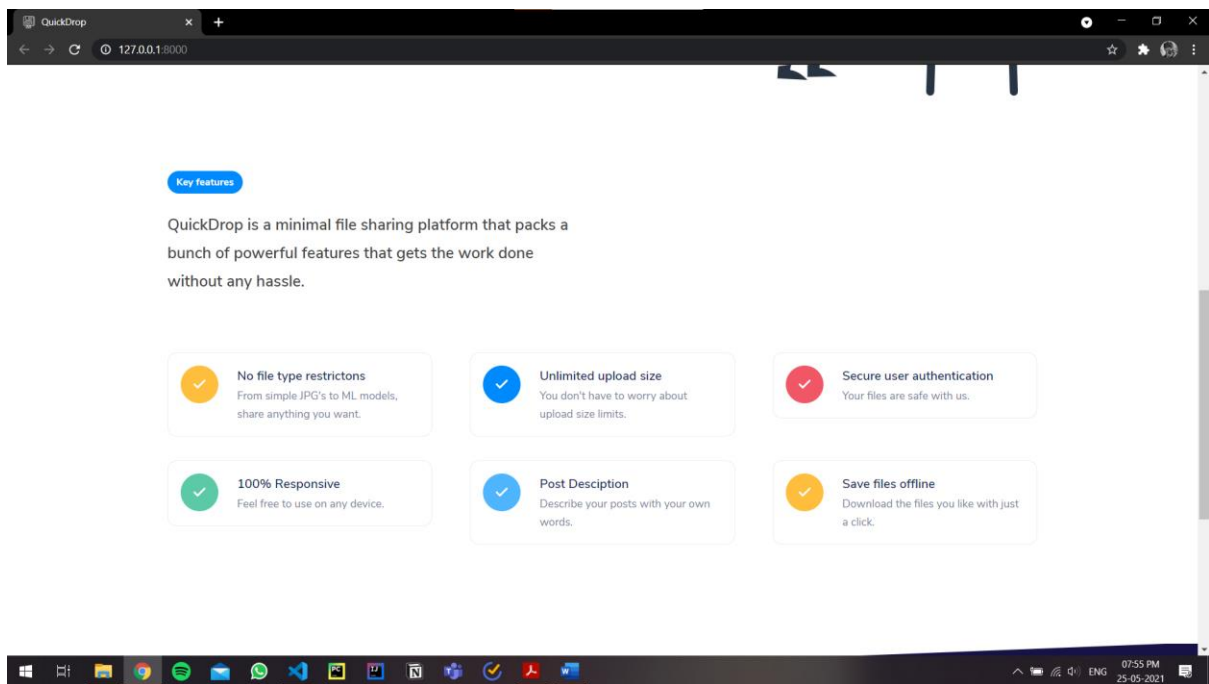 QuickDrop
127.0.0.1:8000
Key features
QuickDrop is a minimal file sharing platform that packs a
bunch of powerful features that gets the work done
without any hassle.
No file type restrictons
From simple JPG's to ML models,
share anything you want.
Unlimited upload size
You don't have to worry about
upload size limits.
Secure user authentication
Your files are safe with us.
100% Responsive
Feel free to use on any device.
Post Desciption
Describe your posts with your own
words.
Save files offline
Download the files you like with just
a click.
ENG
07:55 PM
25-05-2021